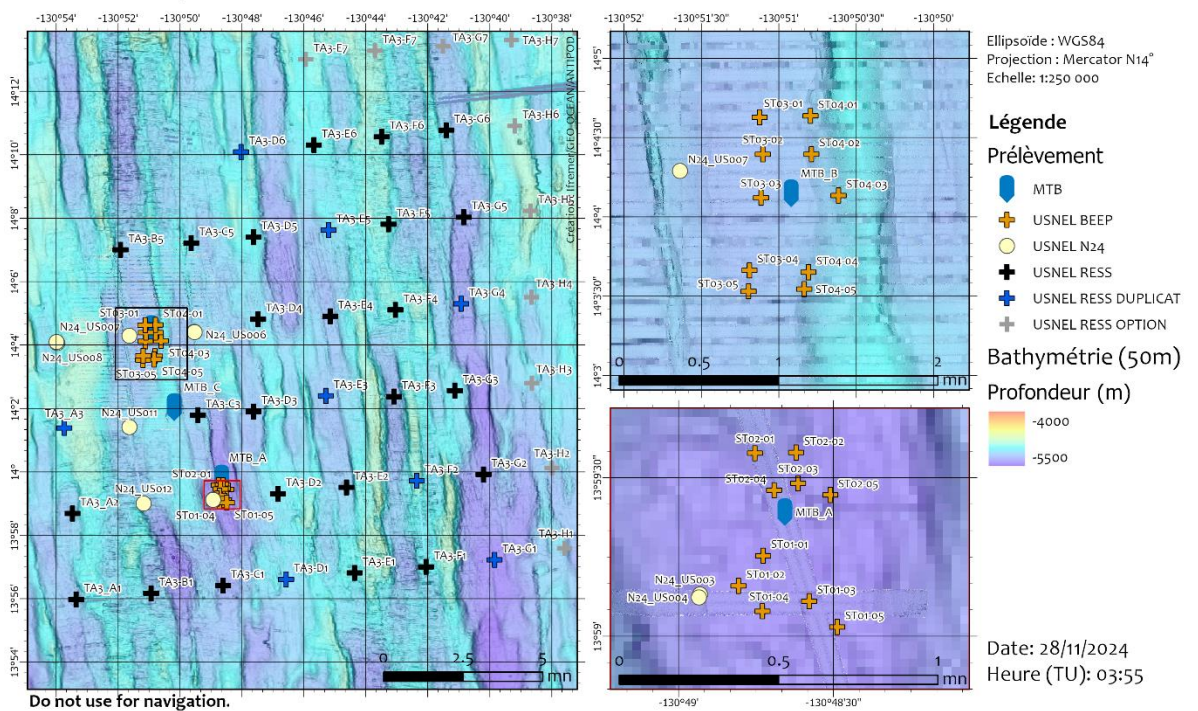 -130°54' -130°52' -130°50' -130°48' -130°46' -130°44' -130°42' -130°40' -130°38'
TA3-E7 TA3-F7 TA3-G7 TA3-H7
14°12'
TA3-D6 TA3-E6 TA3-F6 TA3-G6 TA3-H6
14°10'
14°8'
TA3-B5 TA3-C5 TA3-D5 TA3-E5 TA3-F5 TA3-G5
14°6'
TA3-D4 TA3-E4 TA3-F4 TA3-G4 TA3-H4
ST03-01 ST04-01
N24_US007 N24_US006
14°4'
N24_US008 ST04-03
ST03-05 ST04-05
MTB_C
TA3-E3 TA3-F3 TA3-G3 TA3-H3
14°2'
TA3_A3 N24_US011 TA3-C3 TA3-D3
14°
MTB_A
ST02-01 TA3-D2 TA3-E2 TA3-F2 TA3-G2 TA3-H2
TA3_A2 N24_US012
ST01-04 ST01-05
13°58'
TA3_A1 TA3-B1 TA3-C1 TA3-D1 TA3-E1 TA3-F1 TA3-G1 TA3-H1
13°56'
13°54'
0 2.5 5
mn
Création: Ifremer/GEO-OCEAN/ANTIPOD
Do not use for navigation.
-130°52' -130°51'30" -130°51' -130°50'30" -130°50'
14°5'
ST03-01 ST04-01
14°4'30"
ST03-02 ST04-02
N24_US007
MTB_B
ST03-03 ST04-03
14°4'
ST03-04 ST04-04
ST03-05 ST04-05
14°3'30"
14°3'
0 0.5 1 2
mn
ST02-01 ST02-02
13°59'30"
ST02-03
ST02-04 ST02-05
MTB_A
ST01-01
N24_US003 ST01-02
N24_US004 ST01-04 ST01-03
ST01-05
13°59'
0 0.5 1
mn
-130°49' -130°48'30"
Ellipsoïde : WGS84
Projection : Mercator N14°
Echelle: 1:250 000
Légende
Prélèvement
MTB
USNEL BEEP
USNEL N24
USNEL RESS
USNEL RESS DUPLICAT
USNEL RESS OPTION
Bathymétrie (50m)
Profondeur (m)
-4000
-5500
Date: 28/11/2024
Heure (TU): 03:55